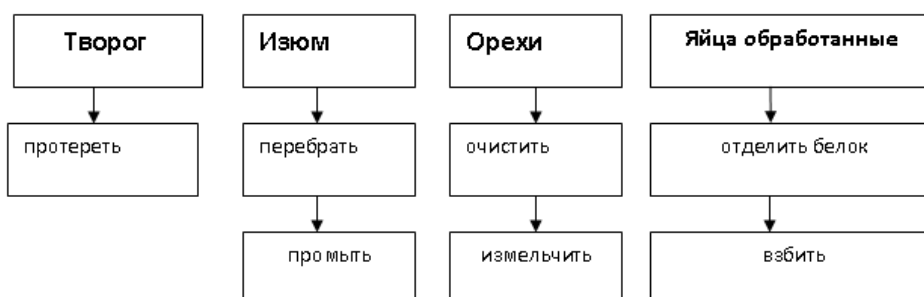 Творог
Изюм
Орехи
Яйца обработанные
протереть
перебрать
очистить
отделить белок
промыть
измельчить
взбить